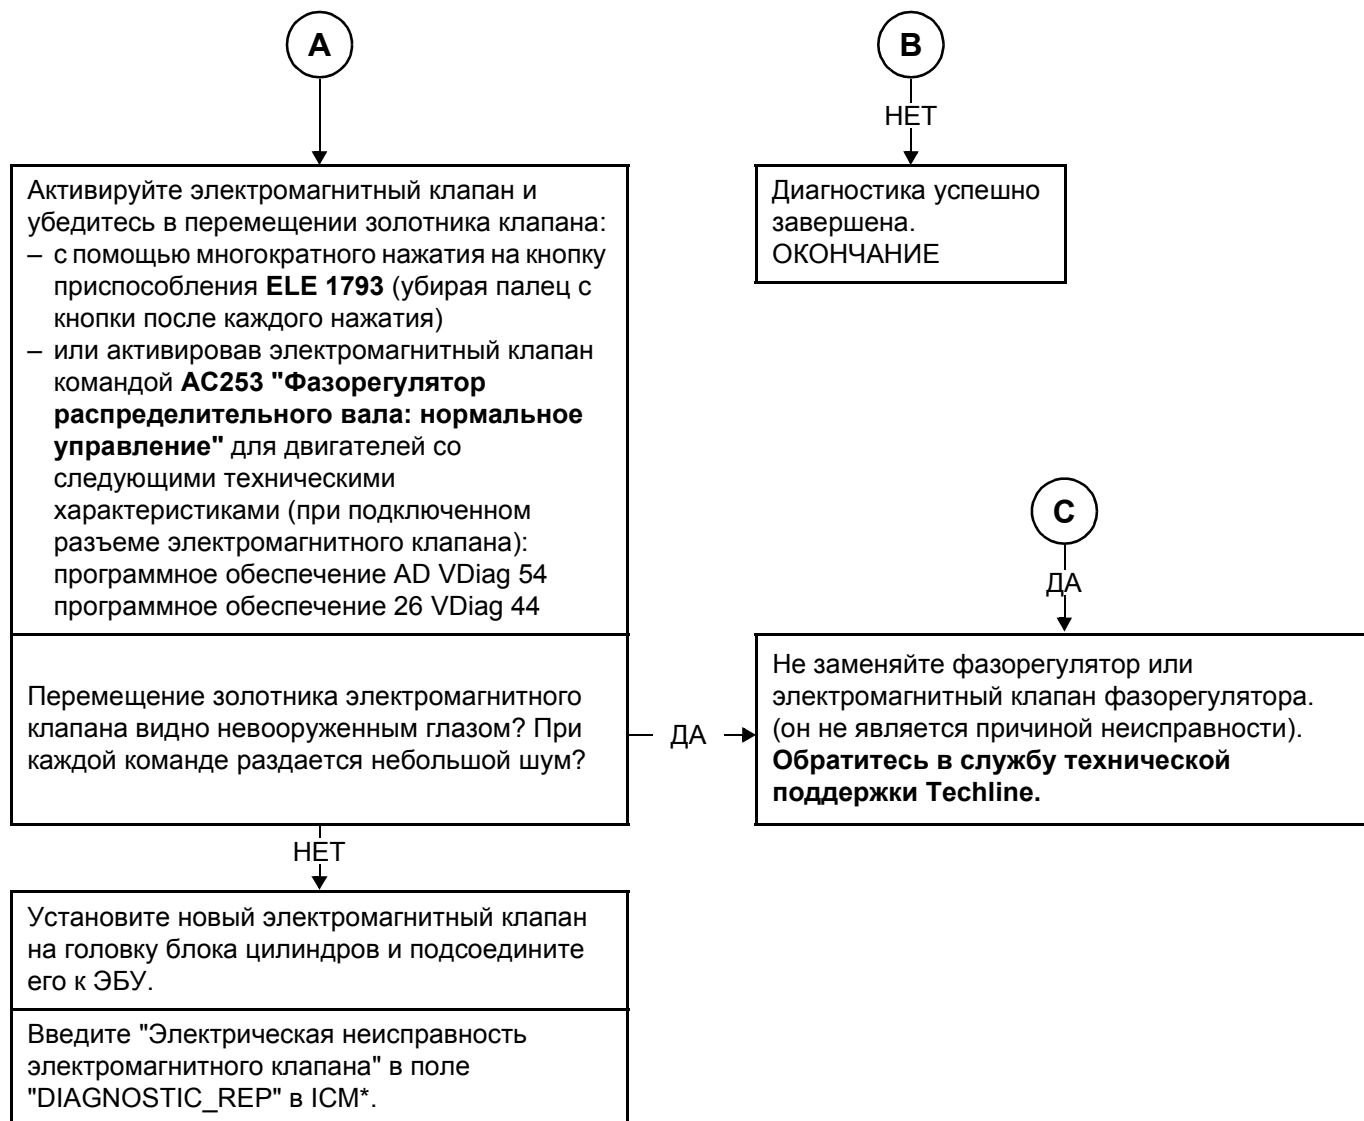 A
Активируйте электромагнитный клапан и
убедитесь в перемещении золотника клапана:
– с помощью многократного нажатия на кнопку
приспособления ELE 1793 (убирая палец с
кнопки после каждого нажатия)
– или активировав электромагнитный клапан
командой AC253 "Фазорегулятор
распределительного вала: нормальное
управление" для двигателей со
следующими техническими
характеристиками (при подключенном
разъеме электромагнитного клапана):
программное обеспечение AD VDiag 54
программное обеспечение 26 VDiag 44
Перемещение золотника электромагнитного
клапана видно невооруженным глазом? При
каждой команде раздается небольшой шум?
НЕТ
Установите новый электромагнитный клапан
на головку блока цилиндров и подсоедините
его к ЭБУ.
Введите "Электрическая неисправность
электромагнитного клапана" в поле
"DIAGNOSTIC_REP" в ICM*.
B
НЕТ
Диагностика успешно
завершена.
ОКОНЧАНИЕ
C
ДА
ДА
Не заменяйте фазорегулятор или
электромагнитный клапан фазорегулятора.
(он не является причиной неисправности).
Обратитесь в службу технической
поддержки Techline.